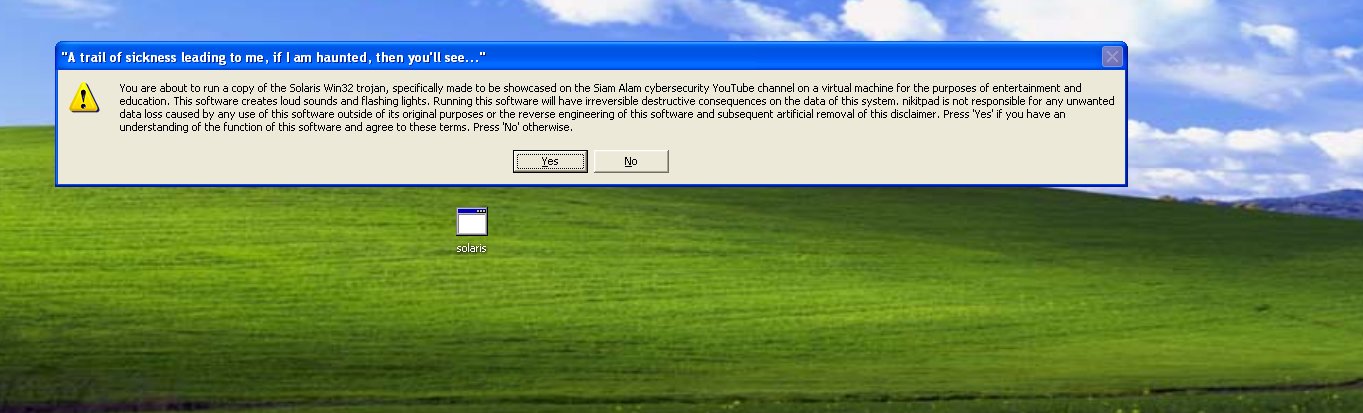 "A trail of sickness leading to me, if I am haunted, then you'll see..."
You are about to run a copy of the Solaris Win32 trojan, specifically made to be showcased on the Siam Alam cybersecurity YouTube channel on a virtual machine for the purposes of entertainment and
education. This software creates loud sounds and flashing lights. Running this software will have irreversible destructive consequences on the data of this system. nikitpad is not responsible for any unwanted
data loss caused by any use of this software outside of its original purposes or the reverse engineering of this software and subsequent artificial removal of this disclaimer. Press 'Yes' if you have an
understanding of the function of this software and agree to these terms. Press 'No' otherwise.
Yes No
solaris